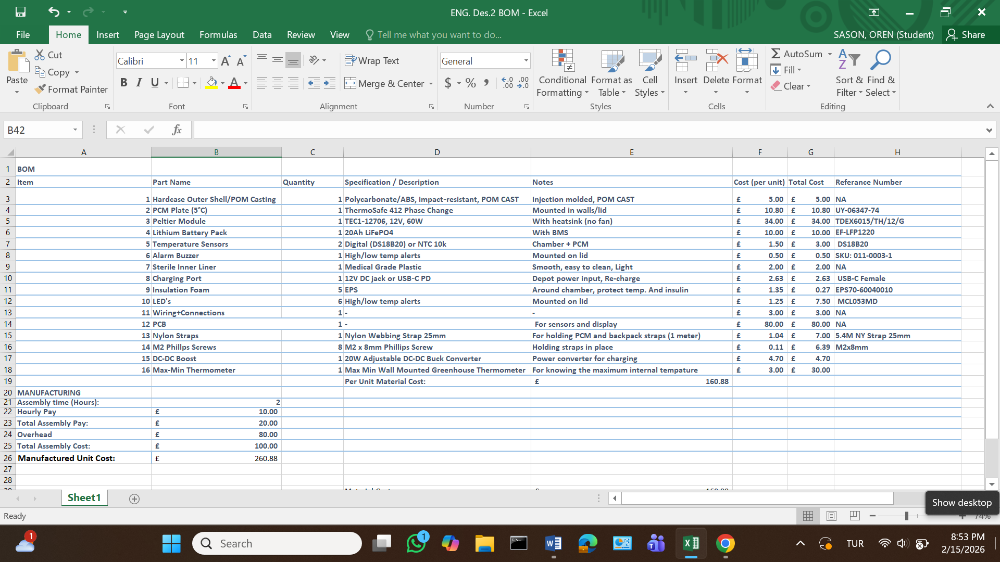 ENG. Des.2 BOM - Excel
File Home Insert Page Layout Formulas Data Review View Tell me what you want to do... SASON, OREN (Student) Share
Paste Cut Copy Format Painter Clipboard
Calibri 11 B I U A A A Font
Wrap Text Merge & Center Alignment
General $ % , .0 .00 .00 .0 Number
Conditional Formatting Format as Table Cell Styles Styles
Insert Delete Format Cells
AutoSum Fill Clear Sort & Filter Find & Select Editing
B42 fx
A B C D E F G H
1 BOM
2 Item Part Name Quantity Specification / Description Notes Cost (per unit) Total Cost Referance Number
3 1 Hardcase Outer Shell/POM Casting 1 Polycarbonate/ABS, impact-resistant, POM CAST Injection molded, POM CAST £ 5.00 £ 5.00 NA
4 2 PCM Plate (5°C) 1 ThermoSafe 412 Phase Change Mounted in walls/lid £ 10.80 £ 10.80 UY-06347-74
5 3 Peltier Module 1 TEC1-12706, 12V, 60W With heatsink (no fan) £ 34.00 £ 34.00 TDEX6015/TH/12/G
6 4 Lithium Battery Pack 1 20Ah LiFePO4 With BMS £ 10.00 £ 10.00 EF-LFP1220
7 5 Temperature Sensors 2 Digital (DS18B20) or NTC 10k Chamber + PCM £ 1.50 £ 3.00 DS18B20
8 6 Alarm Buzzer 1 High/low temp alerts Mounted on lid £ 0.50 £ 0.50 SKU: 011-0003-1
9 7 Sterile Inner Liner 1 Medical Grade Plastic Smooth, easy to clean, Light £ 2.00 £ 2.00 NA
10 8 Charging Port 1 12V DC jack or USB-C PD Depot power input, Re-charge £ 2.63 £ 2.63 USB-C Female
11 9 Insulation Foam 5 EPS Around chamber, protect temp. And insulin £ 1.35 £ 0.27 EPS70-60040010
12 10 LED's 6 High/low temp alerts Mounted on lid £ 1.25 £ 7.50 MCL053MD
13 11 Wiring+Connections 1 - - £ 3.00 £ 3.00 NA
14 12 PCB 1 - For sensors and display £ 80.00 £ 80.00 NA
15 13 Nylon Straps 1 Nylon Webbing Strap 25mm For holding PCM and backpack straps (1 meter) £ 1.04 £ 7.00 5.4M NY Strap 25mm
16 14 M2 Phillps Screws 8 M2 x 8mm Phillips Screw Holding straps in place £ 0.11 £ 6.39 M2x8mm
17 15 DC-DC Boost 1 20W Adjustable DC-DC Buck Converter Power converter for charging £ 4.70 £ 4.70
18 16 Max-Min Thermometer 1 Max Min Wall Mounted Greenhouse Thermometer For knowing the maximum internal tempature £ 3.00 £ 30.00
19 Per Unit Material Cost: £ 160.88
20 MANUFACTURING
21 Assembly time (Hours): 2
22 Hourly Pay £ 10.00
23 Total Assembly Pay: £ 20.00
24 Overhead £ 80.00
25 Total Assembly Cost: £ 100.00
26 Manufactured Unit Cost: £ 260.88
27
28
Sheet1
Show desktop
Ready 74%
1 Search 1 TUR 8:53 PM
2/15/2026